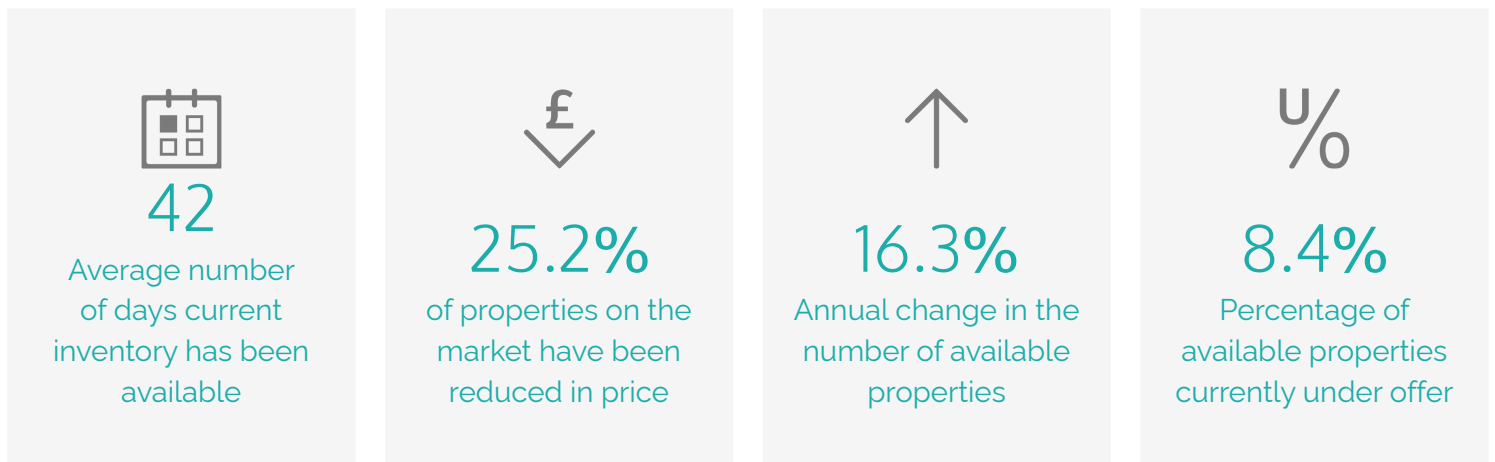 42
Average number
of days current
inventory has been
available
£
25.2%
of properties on the
market have been
reduced in price
16.3%
Annual change in the
number of available
properties
U%
8.4%
Percentage of
available properties
currently under offer